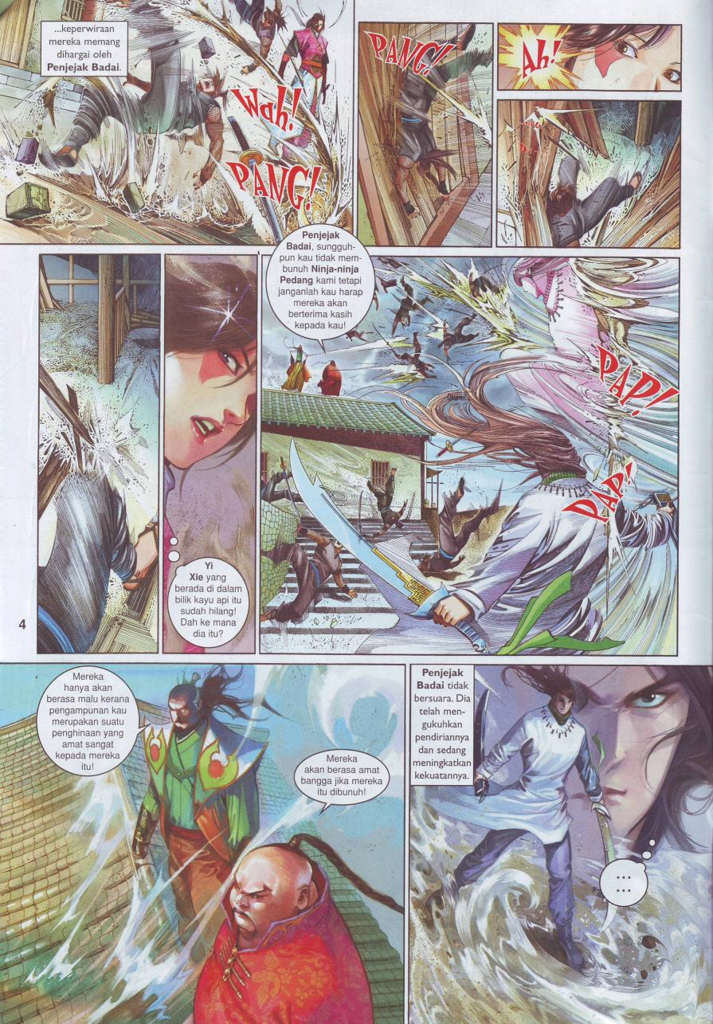 ...keperwiraan
mereka memang
dihargai oleh
Penjejak Badai.
Wah!
PANG!
PANG!
Ah!
Penjejak
Badai, sungguh-
pun kau tidak mem-
bunuh Ninja-ninja
Pedang kami tetapi
janganlah kau harap
mereka akan
berterima kasih
kepada kau!
PAP!
PAP!
Yi
Xie yang
berada di dalam
bilik kayu api itu
sudah hilang!
Dah ke mana
dia itu?
4
Mereka
hanya akan
berasa malu kerana
pengampunan kau
merupakan suatu
penghinaan yang
amat sangat
kepada mereka
itu!
Mereka
akan berasa amat
bangga jika mereka
itu dibunuh!
Penjejak
Badai tidak
bersuara. Dia
telah men-
gukuhkan
pendiriannya
dan sedang
meningkatkan
kekuatannya.
...
...